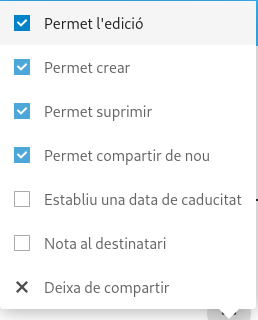 Permet l'edició
Permet crear
Permet suprimir
Permet compartir de nou
Establiu una data de caducitat
Nota al destinatari
Deixa de compartir